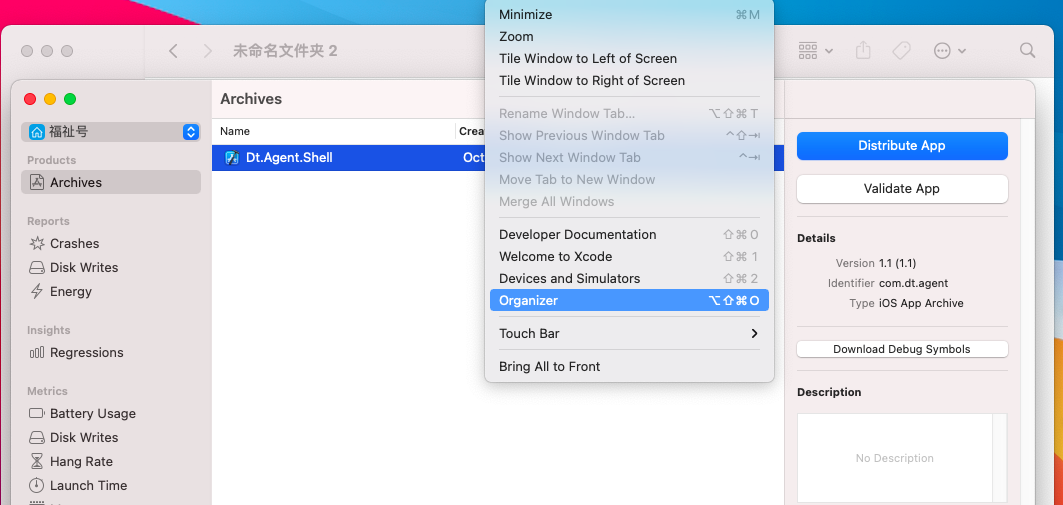 未命名文件夹 2
Minimize ⌘M
Zoom
Tile Window to Left of Screen
Tile Window to Right of Screen
Rename Window Tab... ⌥⇧⌘T
Show Previous Window Tab ⌃⇧⇥
Show Next Window Tab ⌃⇥
Move Tab to New Window
Merge All Windows
Developer Documentation ⇧⌘0
Welcome to Xcode ⇧⌘1
Devices and Simulators ⇧⌘2
Organizer ⌥⇧⌘O
Touch Bar
Bring All to Front
福祉号
Products
Archives
Reports
Crashes
Disk Writes
Energy
Insights
Regressions
Metrics
Battery Usage
Disk Writes
Hang Rate
Launch Time
Archives
Name Crea
Dt.Agent.Shell Oct
Distribute App
Validate App
Details
Version 1.1 (1.1)
Identifier com.dt.agent
Type iOS App Archive
Download Debug Symbols
Description
No Description